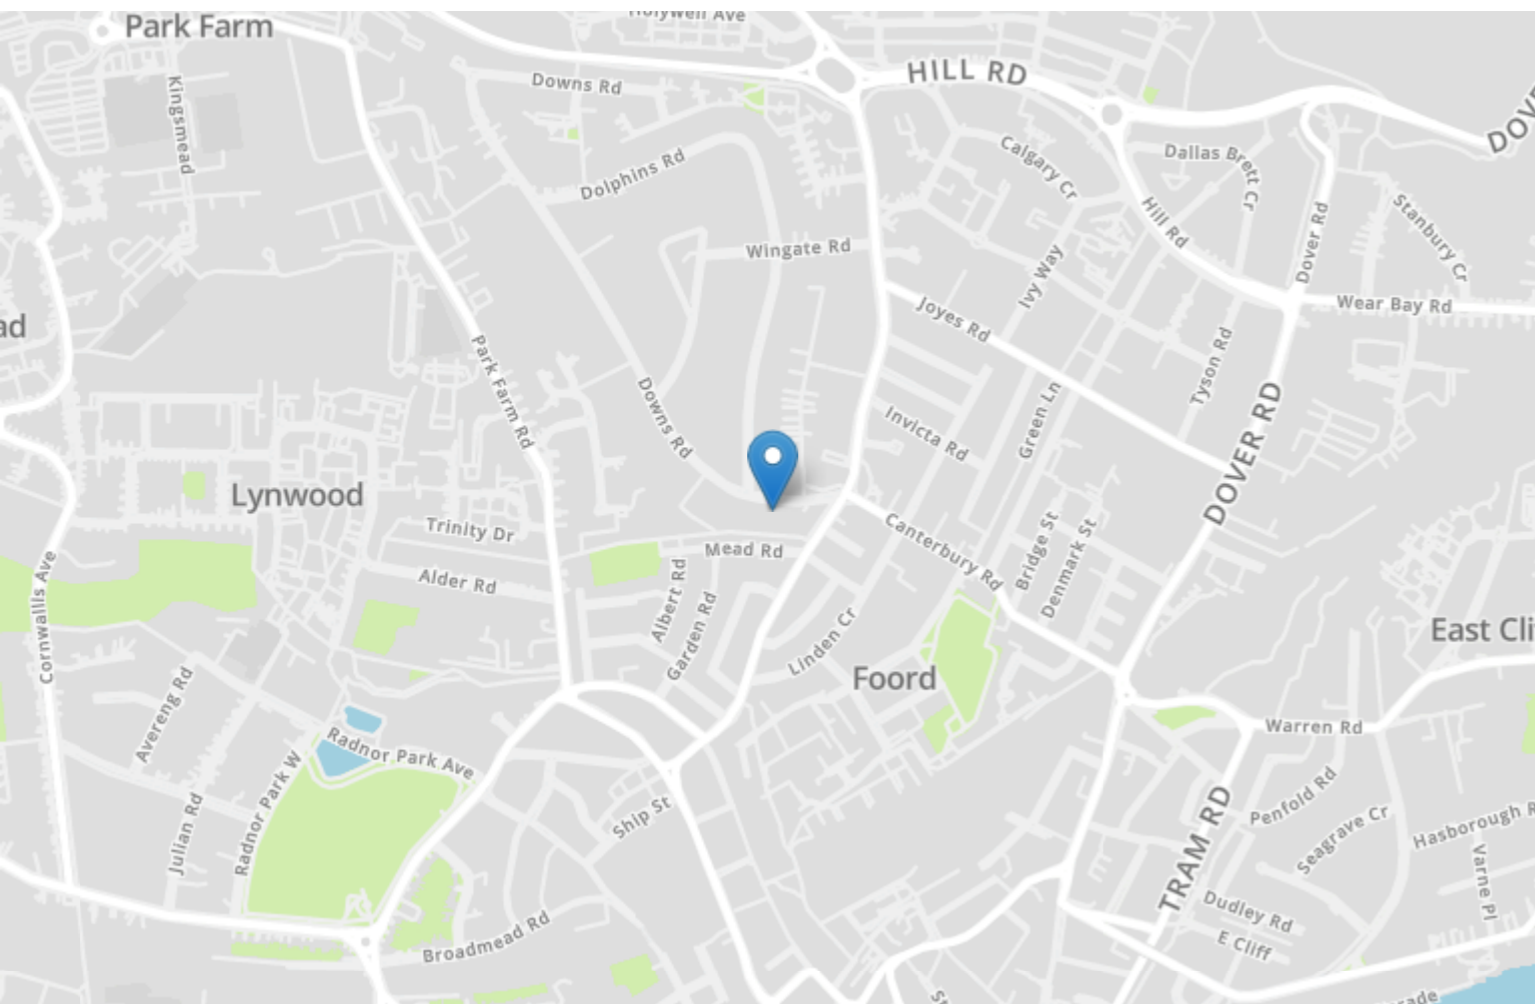 Holywell Ave
Park Farm
HILL RD
Downs Rd
Kingsmead
Calgary Cr
Dallas Brett Cr
Dolphins Rd
Stanbury Cr
Hill Rd
Dover Rd
Wingate Rd
Ivy Way
Wear Bay Rd
Joyes Rd
Park Farm Rd
Tyson Rd
Downs Rd
Green Ln
Invicta Rd
DOVER RD
Lynwood
Trinity Dr
Canterbury Rd
Bridge St
Denmark St
Mead Rd
Alder Rd
Albert Rd
Cornwallis Ave
Garden Rd
Linden Cr
East Cli
Foord
Avereng Rd
Warren Rd
Radnor Park Ave
Radnor Park W
Julian Rd
Ship St
Penfold Rd
TRAM RD
Seagrave Cr
Hasborough R
Varne Pl
Dudley Rd
Broadmead Rd
E Cliff